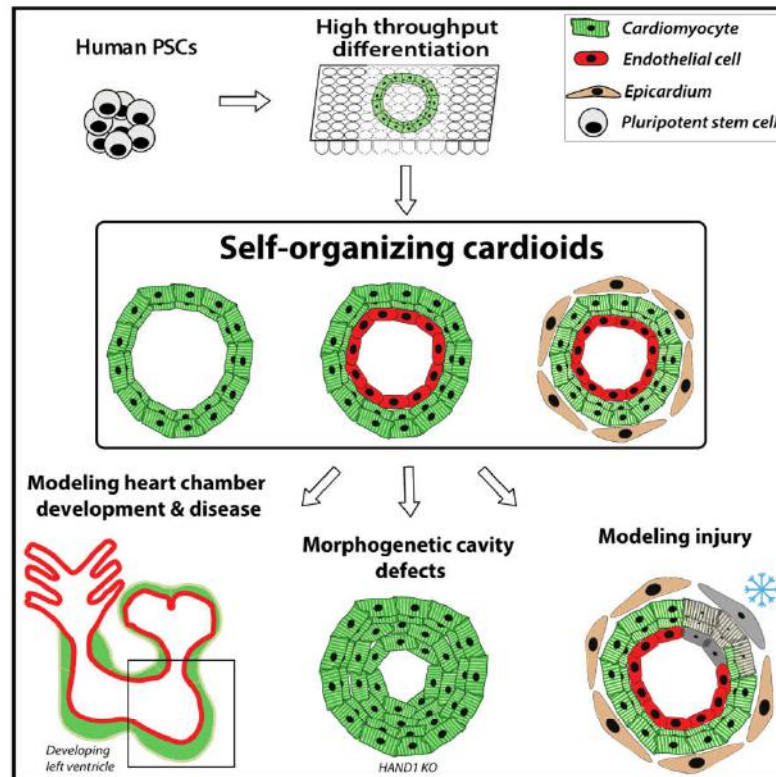 Human PSCs
High throughput
differentiation
Cardiomyocyte
Endothelial cell
Epicardium
Pluripotent stem cell
Self-organizing cardioids
Modeling heart chamber
development & disease
Morphogenetic cavity
defects
Modeling injury
Developing
left ventricle
HAND1 KO